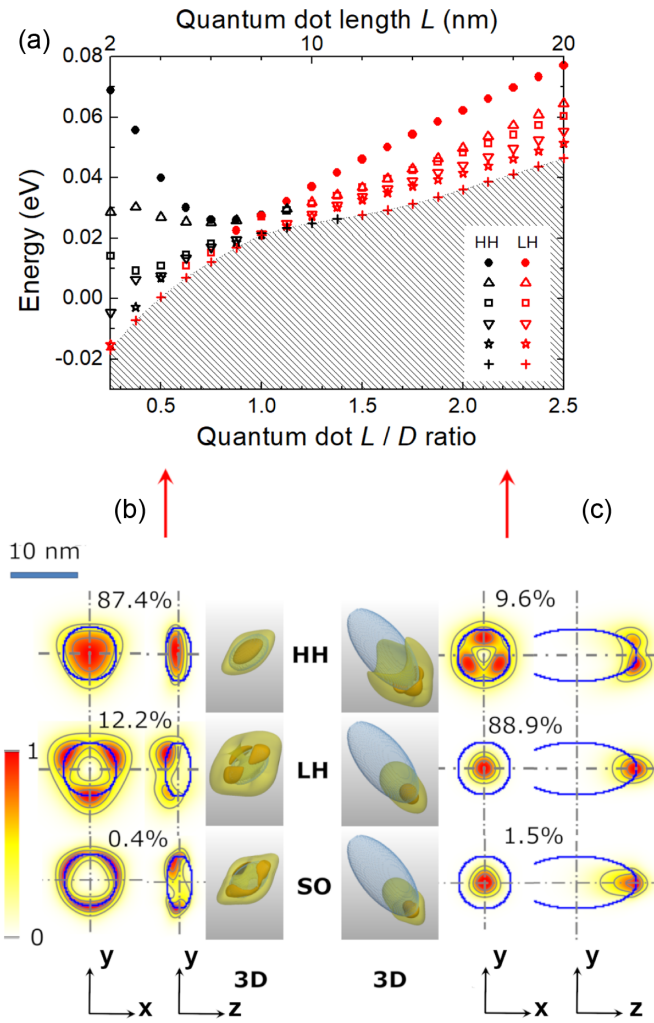 Quantum dot length L (nm)
(a)
2 10 20
0.08
0.06
0.04
0.02
0.00
-0.02
Energy (eV)
HH LH
0.5 1.0 1.5 2.0 2.5
Quantum dot L / D ratio
(b) (c)
10 nm
87.4% 9.6%
HH
12.2% 88.9%
LH
1
0.4% 1.5%
SO
0
y y y y
3D 3D
x z x z